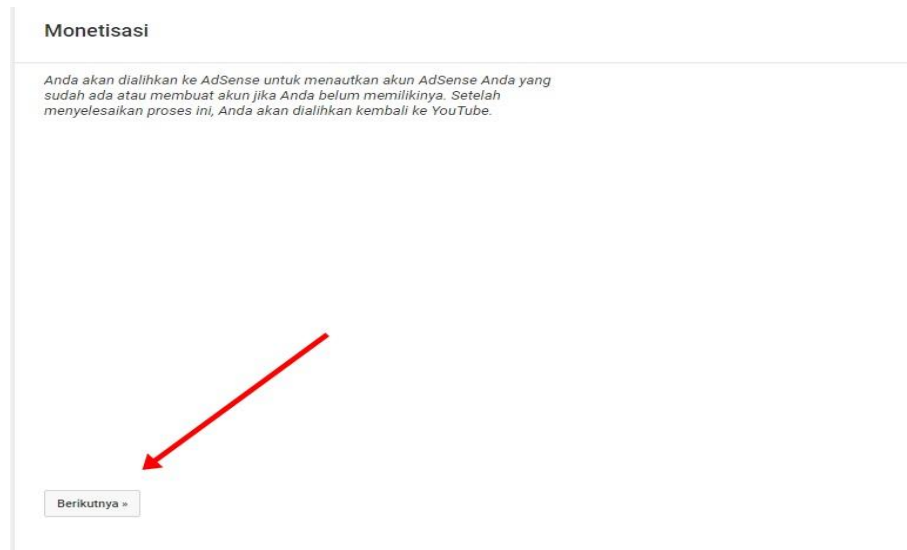 Monetisasi
Anda akan dialihkan ke AdSense untuk menautkan akun AdSense Anda yang
sudah ada atau membuat akun jika Anda belum memilikinya. Setelah
menyelesaikan proses ini, Anda akan dialihkan kembali ke YouTube.
Berikutnya »